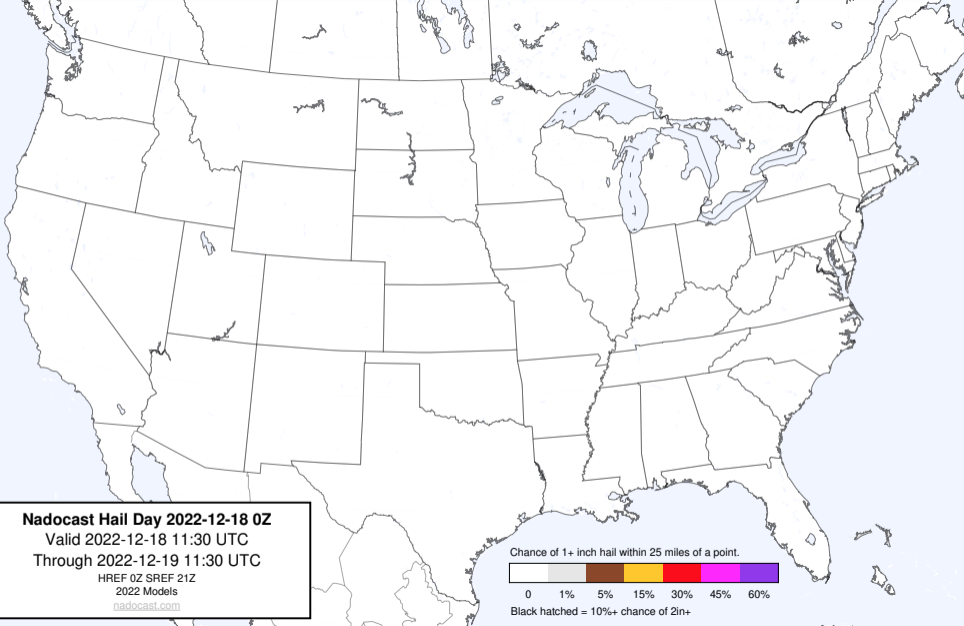 Nadocast Hail Day 2022-12-18 0Z
Valid 2022-12-18 11:30 UTC
Through 2022-12-19 11:30 UTC
HREF 0Z SREF 21Z
2022 Models
nadocast.com
Chance of 1+ inch hail within 25 miles of a point.
0 1% 5% 15% 30% 45% 60%
Black hatched = 10%+ chance of 2in+